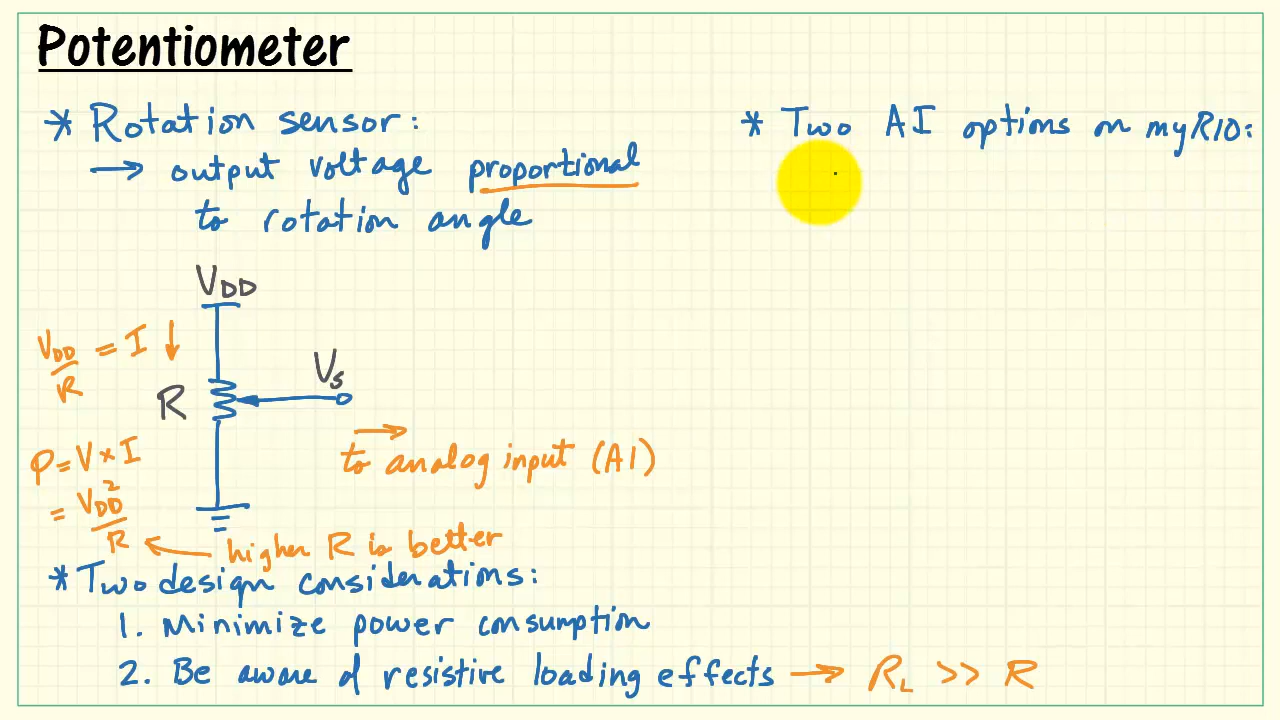 Potentiometer
* Rotation sensor:
→ output voltage proportional
to rotation angle
VDD
VDD/R = I ↓
R
Vs
→
to analog input (AI)
P = V × I
= VDD²/R
← higher R is better
* Two design considerations:
1. Minimize power consumption
2. Be aware of resistive loading effects → RL >> R
* Two AI options on myRIO: